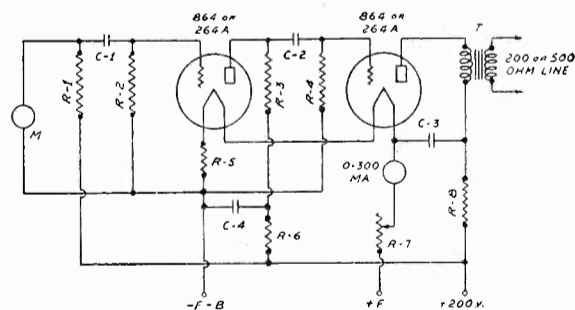 864 OR
264A
864 OR
264A
C-1
C-2
T
R-1
R-2
R-3
R-4
200 OR 500
OHM LINE
M
R-5
C-3
0-300
MA
C-4
R-6
R-7
R-8
-F-B
+F
+200V.